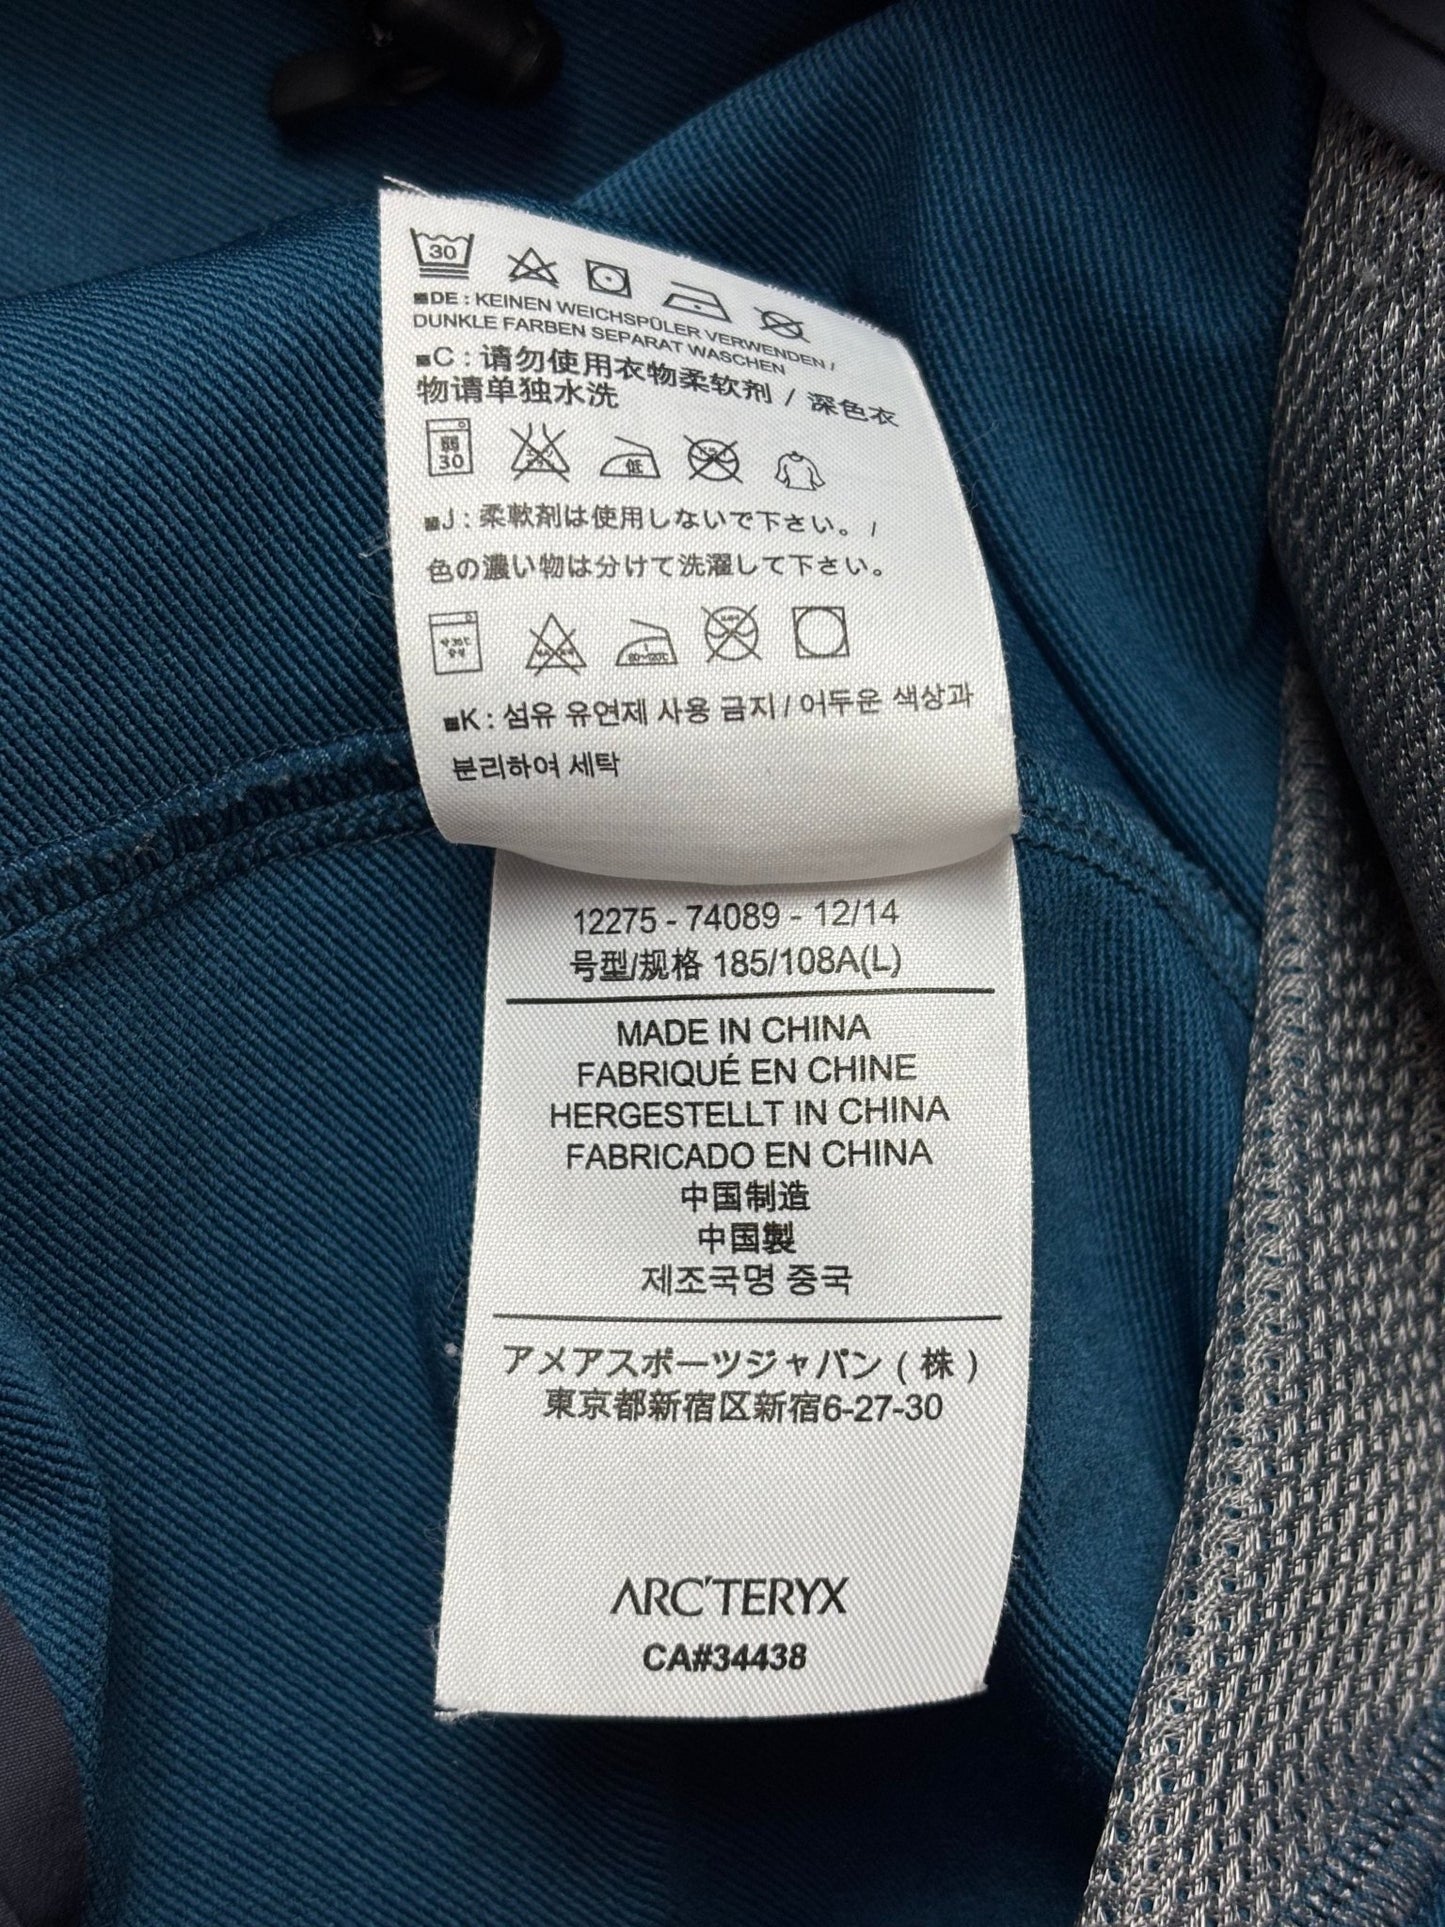 30
■DE : KEINEN WEICHSPÜLER VERWENDEN /
DUNKLE FARBEN SEPARAT WASCHEN
■C : 请勿使用衣物柔软剂 / 深色衣
物请单独水洗
弱
30
低
■J : 柔軟剤は使用しないで下さい。 /
色の濃い物は分けて洗濯して下さい。
■K : 섬유 유연제 사용 금지 / 어두운 색상과
분리하여 세탁
12275 - 74089 - 12/14
号型/规格 185/108A(L)
MADE IN CHINA
FABRIQUÉ EN CHINE
HERGESTELLT IN CHINA
FABRICADO EN CHINA
中国制造
中国製
제조국명 중국
アメアスポーツジャパン ( 株 )
東京都新宿区新宿6-27-30
ARC'TERYX
CA#34438